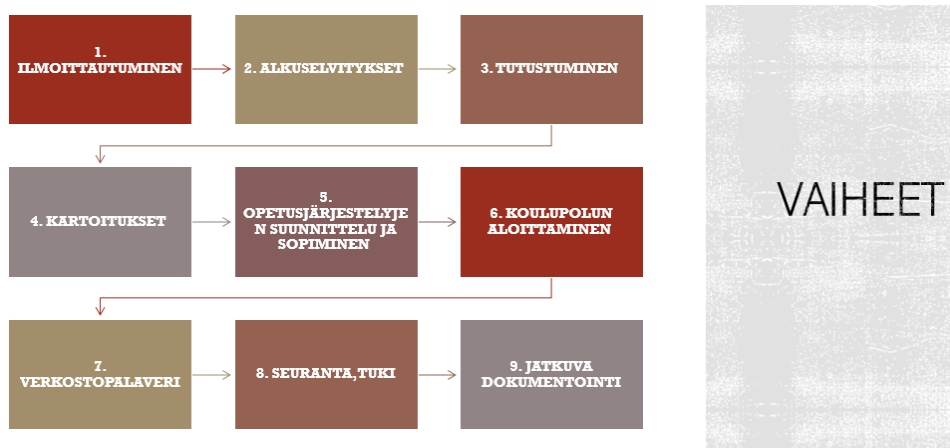 1.
ILMOITTAUTUMINEN
2. ALKUSELVITYKSET
3. TUTUSTUMINEN
4. KARTOITUKSET
5.
OPETUSJÄRJESTELYJE
N SUUNNITTELU JA
SOPIMINEN
6. KOULUPOLUN
ALOITTAMINEN
7.
VERKOSTOPALAVERI
8. SEURANTA,TUKI
9. JATKUVA
DOKUMENTOINTI
VAIHEET